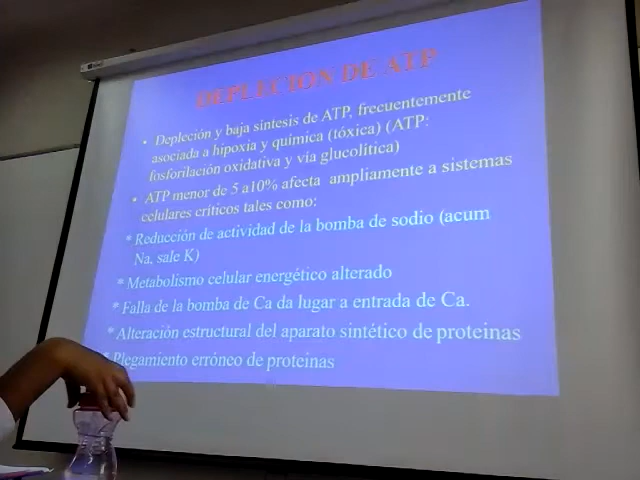 DEPLECION DE ATP
• Depleción y baja síntesis de ATP, frecuentemente
asociada a hipoxia y química (tóxica) (ATP:
fosforilación oxidativa y vía glucolítica)
• ATP menor de 5 a10% afecta ampliamente a sistemas
celulares críticos tales como:
* Reducción de actividad de la bomba de sodio (acum
Na, sale K)
* Metabolismo celular energético alterado
* Falla de la bomba de Ca da lugar a entrada de Ca.
* Alteración estructural del aparato sintético de proteinas
* Plegamiento erróneo de proteinas